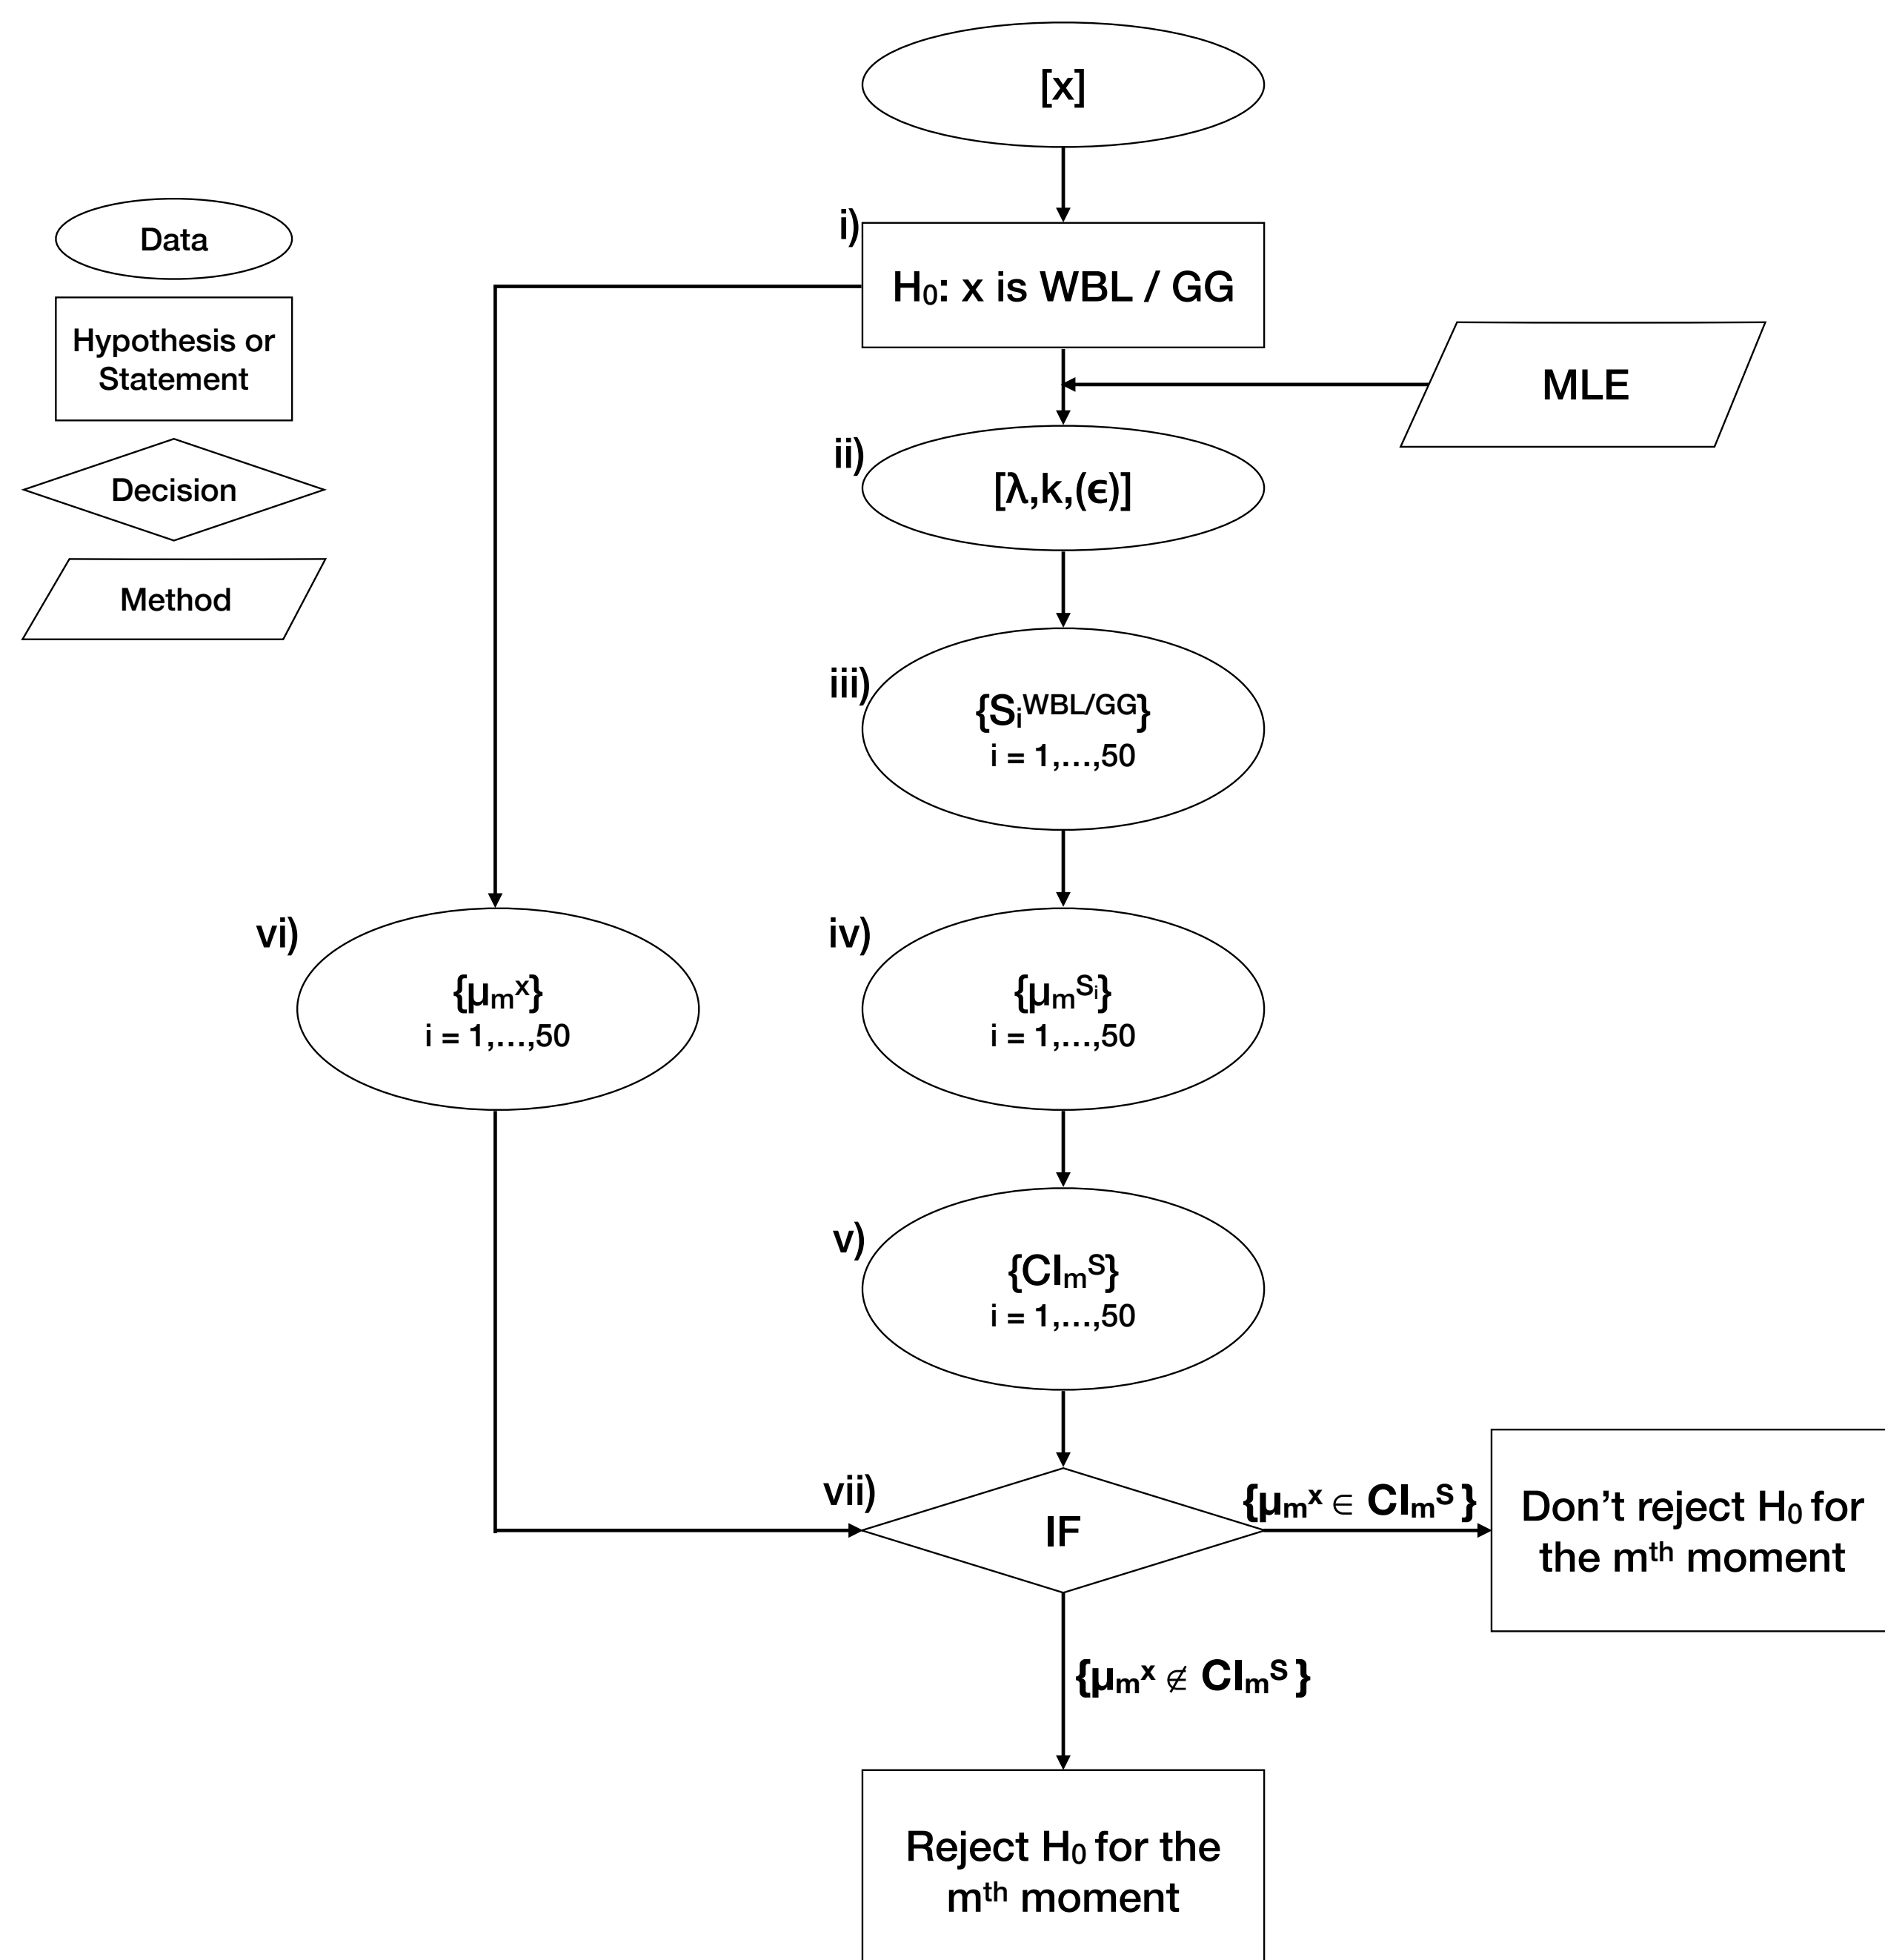 [x]
i)
H₀: x is WBL / GG
Data
Hypothesis or
Statement
Decision
Method
MLE
ii)
[λ,k,(ϵ)]
iii)
{Sᵢᵂᴮᴸ/ᴳᴳ}
i = 1,...,50
vi)
{μₘˣ}
i = 1,...,50
iv)
{μₘ^Sᵢ}
i = 1,...,50
v)
{CIₘˢ}
i = 1,...,50
vii)
IF
{μₘˣ ∈ CIₘˢ }
Don’t reject H₀ for
the mᵗʰ moment
{μₘˣ ∉ CIₘˢ }
Reject H₀ for the
mᵗʰ moment